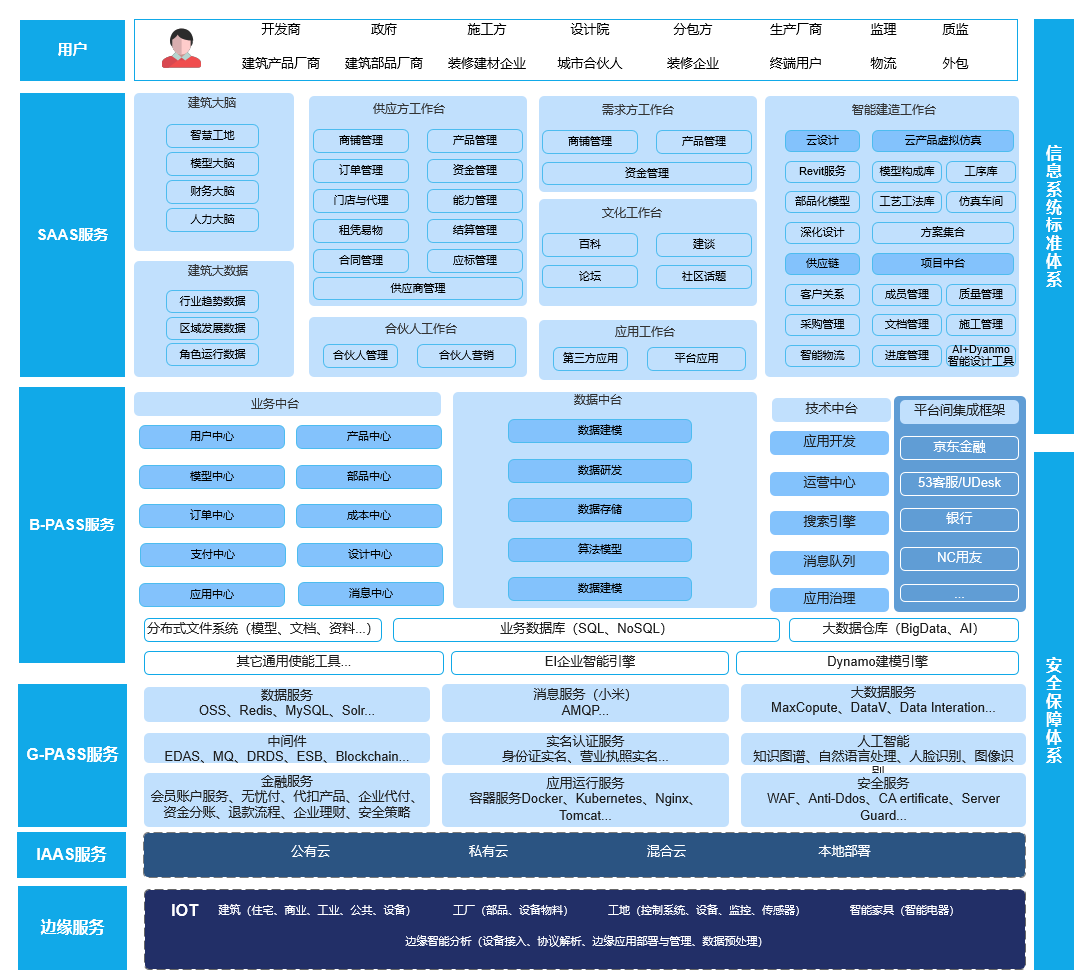 用户
开发商
政府
施工方
设计院
分包方
生产厂商
监理
质监
建筑产品厂商
建筑部品厂商
装修建材企业
城市合伙人
装修企业
终端用户
物流
外包
SAAS服务
建筑大脑
智慧工地
模型大脑
财务大脑
人力大脑
建筑大数据
行业趋势数据
区域发展数据
角色运行数据
供应方工作台
商铺管理
产品管理
订单管理
资金管理
门店与代理
能力管理
租凭易物
结算管理
合同管理
应标管理
供应商管理
合伙人工作台
合伙人管理
合伙人营销
需求方工作台
商铺管理
产品管理
资金管理
文化工作台
百科
建谈
论坛
社区话题
应用工作台
第三方应用
平台应用
智能建造工作台
云设计
云产品虚拟仿真
Revit服务
模型构成库
工序库
部品化模型
工艺工法库
仿真车间
深化设计
方案集合
供应链
项目中台
客户关系
成员管理
质量管理
采购管理
文档管理
施工管理
智能物流
进度管理
AI+Dyanmo
智能设计工具
信息系统标准体系
B-PASS服务
业务中台
用户中心
产品中心
模型中心
部品中心
订单中心
成本中心
支付中心
设计中心
应用中心
消息中心
数据中台
数据建模
数据研发
数据存储
算法模型
数据建模
技术中台
应用开发
运营中心
搜索引擎
消息队列
应用治理
平台间集成框架
京东金融
53客服/UDesk
银行
NC用友
...
分布式文件系统（模型、文档、资料...）
业务数据库（SQL、NoSQL）
大数据仓库（BigData、AI）
其它通用使能工具...
EI企业智能引擎
Dynamo建模引擎
安全保障体系
G-PASS服务
数据服务
OSS、Redis、MySQL、Solr...
消息服务（小米）
AMQP...
大数据服务
MaxCopute、DataV、Data Interation...
中间件
EDAS、MQ、DRDS、ESB、Blockchain...
实名认证服务
身份证实名、营业执照实名...
人工智能
知识图谱、自然语言处理、人脸识别、图像识
别
金融服务
会员账户服务、无忧付、代扣产品、企业代付、
资金分账、退款流程、企业理财、安全策略
应用运行服务
容器服务Docker、Kubernetes、Nginx、
Tomcat...
安全服务
WAF、Anti-Ddos、CA ertificate、Server
Guard...
IAAS服务
公有云
私有云
混合云
本地部署
边缘服务
IOT
建筑（住宅、商业、工业、公共、设备）
工厂（部品、设备物料）
工地（控制系统、设备、监控、传感器）
智能家具（智能电器）
边缘智能分析（设备接入、协议解析、边缘应用部署与管理、数据预处理）